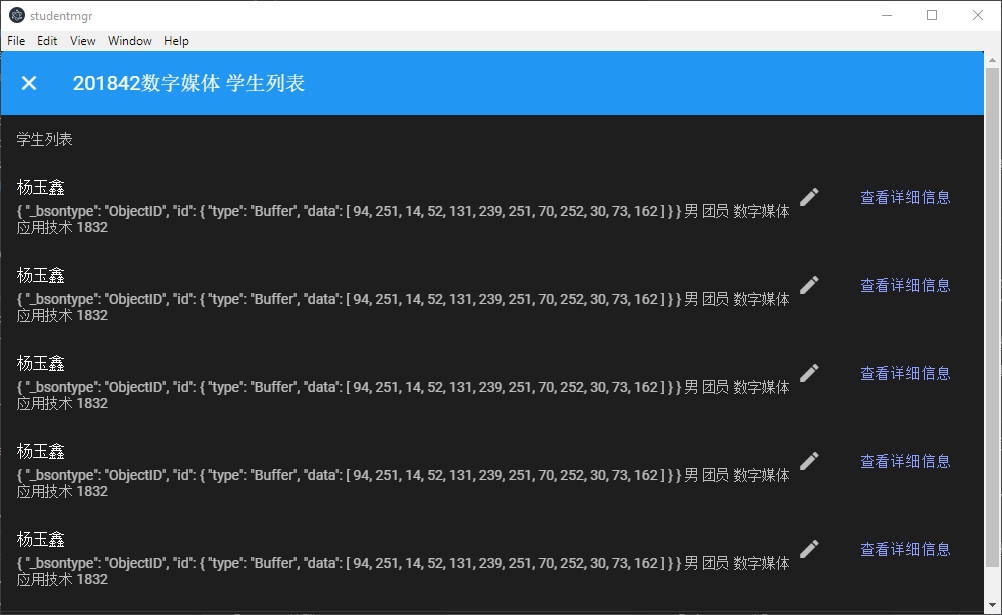 studentmgr
File Edit View Window Help
201842数字媒体 学生列表
学生列表
杨玉鑫
{ "_bsontype": "ObjectID", "id": { "type": "Buffer", "data": [ 94, 251, 14, 52, 131, 239, 251, 70, 252, 30, 73, 162 ] } } 男 团员 数字媒体
应用技术 1832
查看详细信息
杨玉鑫
{ "_bsontype": "ObjectID", "id": { "type": "Buffer", "data": [ 94, 251, 14, 52, 131, 239, 251, 70, 252, 30, 73, 162 ] } } 男 团员 数字媒体
应用技术 1832
查看详细信息
杨玉鑫
{ "_bsontype": "ObjectID", "id": { "type": "Buffer", "data": [ 94, 251, 14, 52, 131, 239, 251, 70, 252, 30, 73, 162 ] } } 男 团员 数字媒体
应用技术 1832
查看详细信息
杨玉鑫
{ "_bsontype": "ObjectID", "id": { "type": "Buffer", "data": [ 94, 251, 14, 52, 131, 239, 251, 70, 252, 30, 73, 162 ] } } 男 团员 数字媒体
应用技术 1832
查看详细信息
杨玉鑫
{ "_bsontype": "ObjectID", "id": { "type": "Buffer", "data": [ 94, 251, 14, 52, 131, 239, 251, 70, 252, 30, 73, 162 ] } } 男 团员 数字媒体
应用技术 1832
查看详细信息